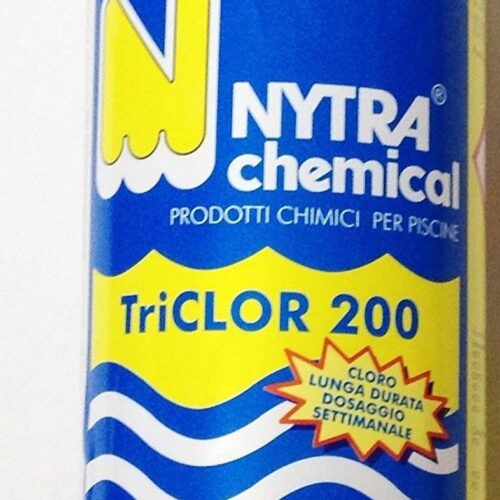 N
NYTRA®
chemical
PRODOTTI CHIMICI PER PISCINE
TriCLOR 200
CLORO
LUNGA DURATA
DOSAGGIO
SETTIMANALE